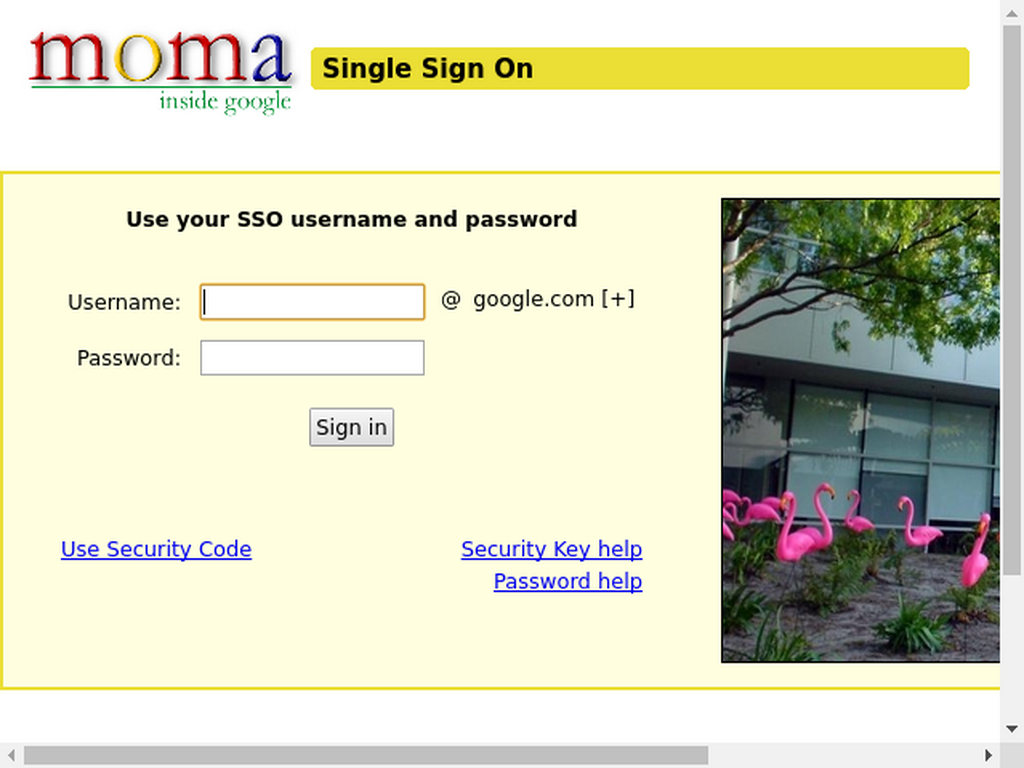 moma
inside google
Single Sign On
Use your SSO username and password
Username: @ google.com [+]
Password:
Sign in
Use Security Code Security Key help
Password help